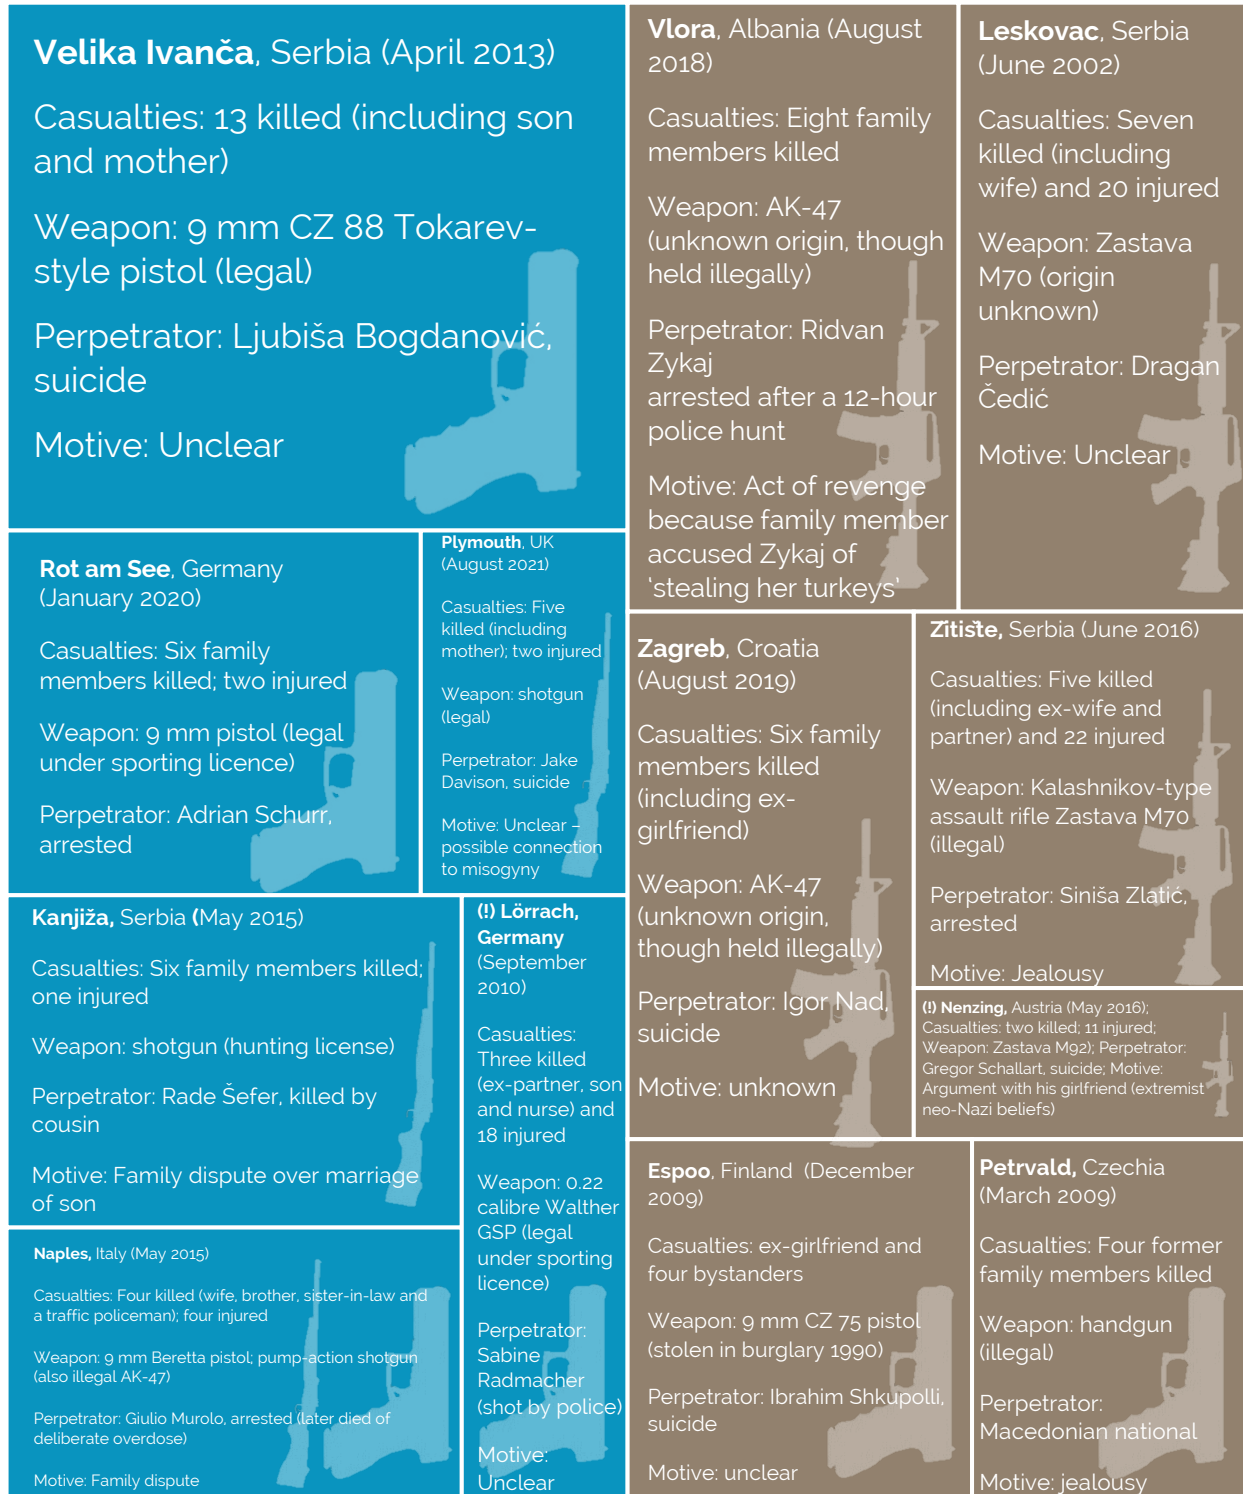 Velika Ivanča, Serbia (April 2013)
Casualties: 13 killed (including son
and mother)
Weapon: 9 mm CZ 88 Tokarev-
style pistol (legal)
Perpetrator: Ljubiša Bogdanović,
suicide
Motive: Unclear
Vlora, Albania (August
2018)
Casualties: Eight family
members killed
Weapon: AK-47
(unknown origin, though
held illegally)
Perpetrator: Ridvan
Zykaj
arrested after a 12-hour
police hunt
Motive: Act of revenge
because family member
accused Zykaj of
‘stealing her turkeys’
Leskovac, Serbia
(June 2002)
Casualties: Seven
killed (including
wife) and 20 injured
Weapon: Zastava
M70 (origin
unknown)
Perpetrator: Dragan
Čedić
Motive: Unclear
Rot am See, Germany
(January 2020)
Casualties: Six family
members killed; two injured
Weapon: 9 mm pistol (legal
under sporting licence)
Perpetrator: Adrian Schurr,
arrested
Plymouth, UK
(August 2021)
Casualties: Five
killed (including
mother); two injured
Weapon: shotgun
(legal)
Perpetrator: Jake
Davison, suicide
Motive: Unclear –
possible connection
to misogyny
Zagreb, Croatia
(August 2019)
Casualties: Six family
members killed
(including ex-
girlfriend)
Weapon: AK-47
(unknown origin,
though held illegally)
Perpetrator: Igor Nađ,
suicide
Motive: unknown
Žitište, Serbia (June 2016)
Casualties: Five killed
(including ex-wife and
partner) and 22 injured
Weapon: Kalashnikov-type
assault rifle Zastava M70
(illegal)
Perpetrator: Siniša Zlatić,
arrested
Motive: Jealousy
Kanjiža, Serbia (May 2015)
Casualties: Six family members killed;
one injured
Weapon: shotgun (hunting license)
Perpetrator: Rade Šefer, killed by
cousin
Motive: Family dispute over marriage
of son
(!) Lörrach,
Germany
(September
2010)
Casualties:
Three killed
(ex-partner, son
and nurse) and
18 injured
Weapon: 0.22
calibre Walther
GSP (legal
under sporting
licence)
Perpetrator:
Sabine
Radmacher
(shot by police)
Motive:
Unclear
(!) Nenzing, Austria (May 2016);
Casualties: two killed; 11 injured;
Weapon: Zastava M92); Perpetrator:
Gregor Schallart, suicide; Motive:
Argument with his girlfriend (extremist
neo-Nazi beliefs)
Naples, Italy (May 2015)
Casualties: Four killed (wife, brother, sister-in-law and
a traffic policeman); four injured
Weapon: 9 mm Beretta pistol; pump-action shotgun
(also illegal AK-47)
Perpetrator: Giulio Murolo, arrested (later died of
deliberate overdose)
Motive: Family dispute
Espoo, Finland (December
2009)
Casualties: ex-girlfriend and
four bystanders
Weapon: 9 mm CZ 75 pistol
(stolen in burglary 1990)
Perpetrator: Ibrahim Shkupolli,
suicide
Motive: unclear
Petrvald, Czechia
(March 2009)
Casualties: Four former
family members killed
Weapon: handgun
(illegal)
Perpetrator:
Macedonian national
Motive: jealousy